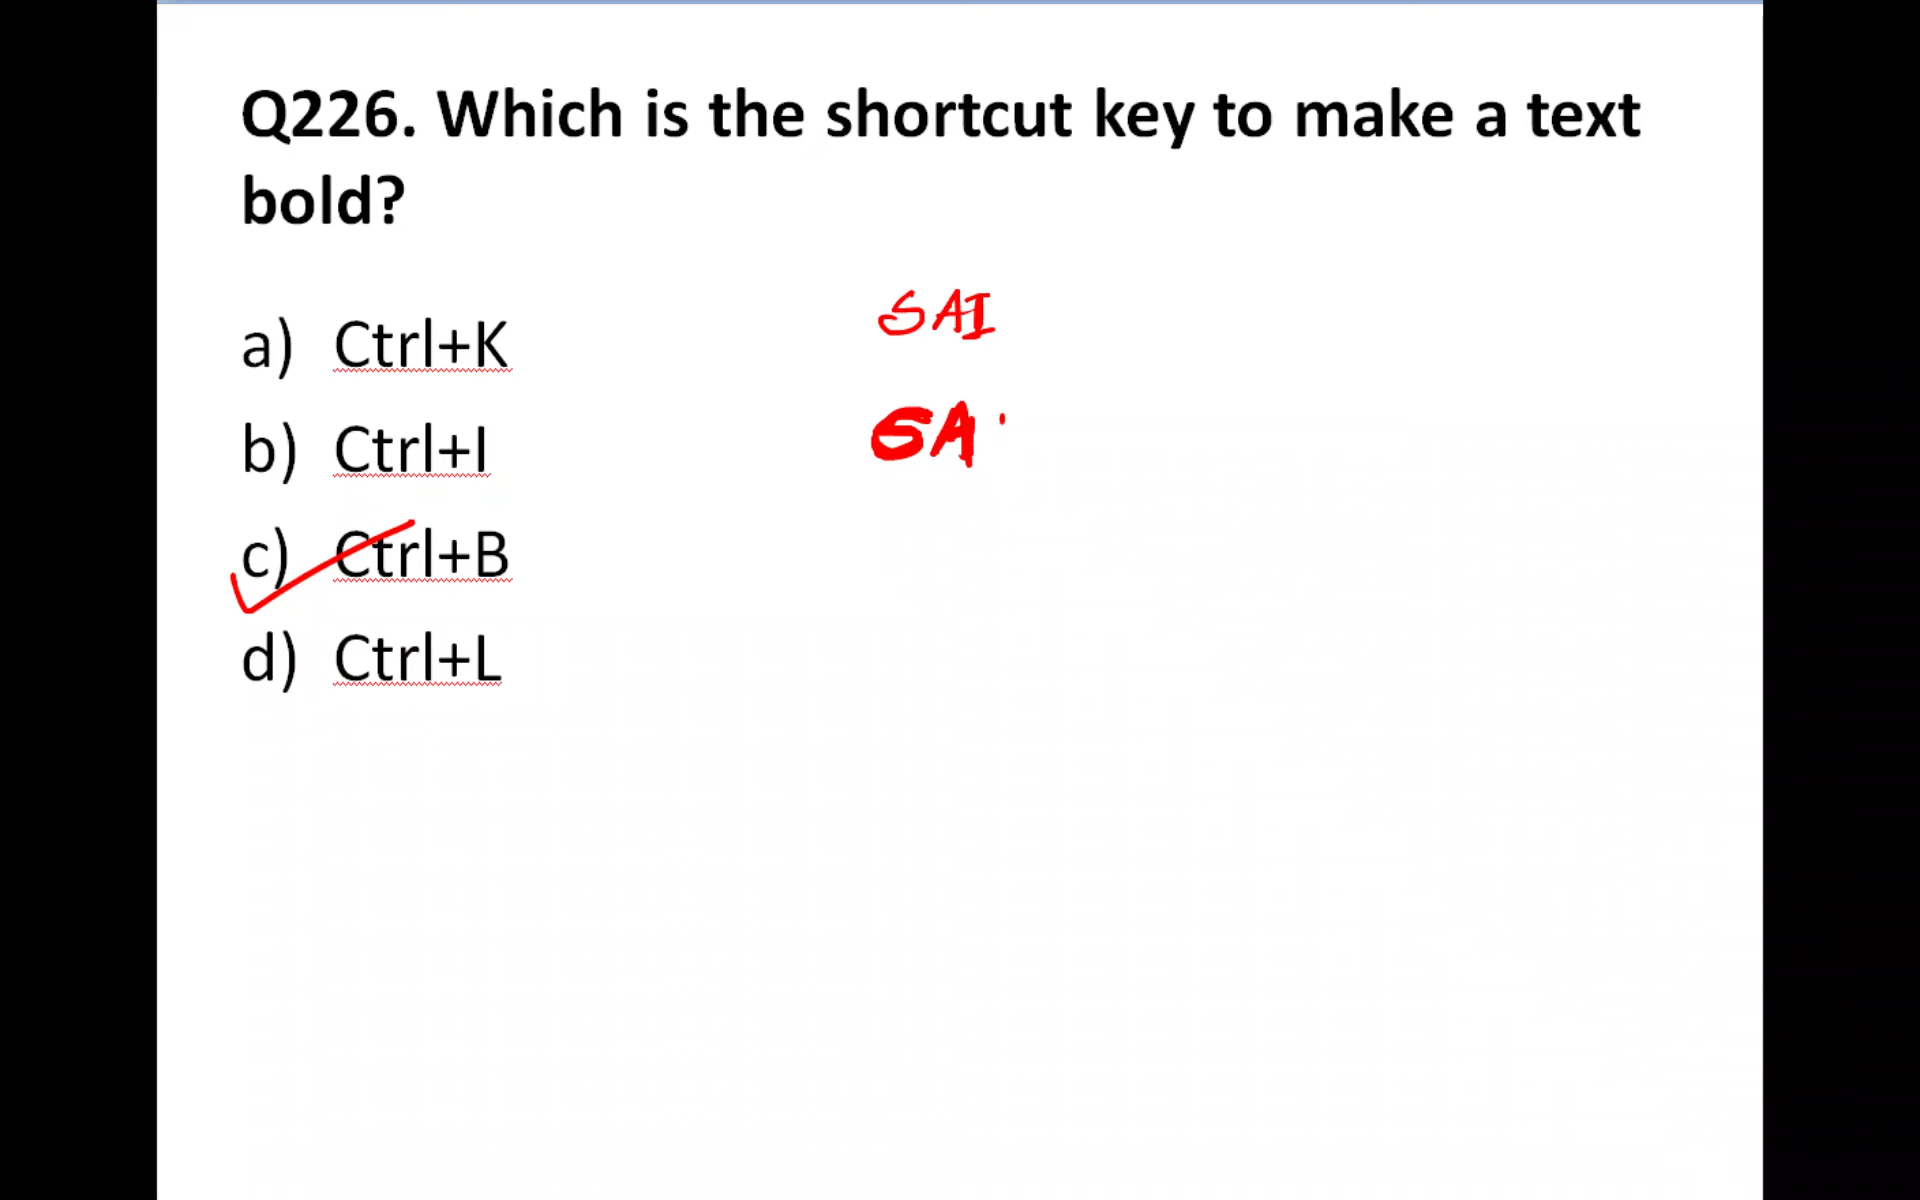 Q226. Which is the shortcut key to make a text
bold?
a) Ctrl+K
b) Ctrl+I
c) Ctrl+B
d) Ctrl+L
SAI
SA